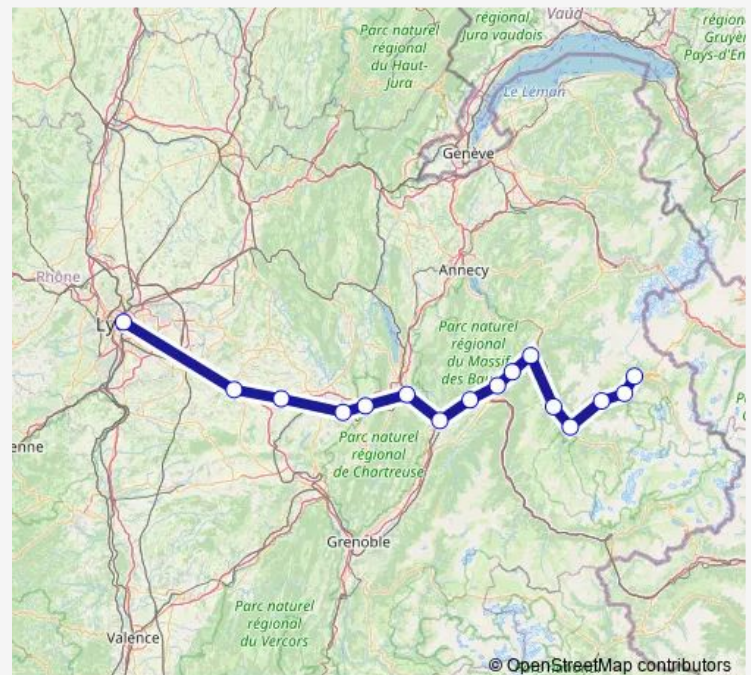 Parc naturel
régional
du Haut-
Jura
régional
Jura vaudois
Vaud
région
Gruyèr
Pays-d'En
Le Léman
Genève
Rhône
Annecy
Ly
Parc naturel
régional
du Massif
des Bau
enne
Parc naturel
régional
de Chartreuse
Grenoble
Parc naturel
régional
du Vercors
Valence
© OpenStreetMap contributors